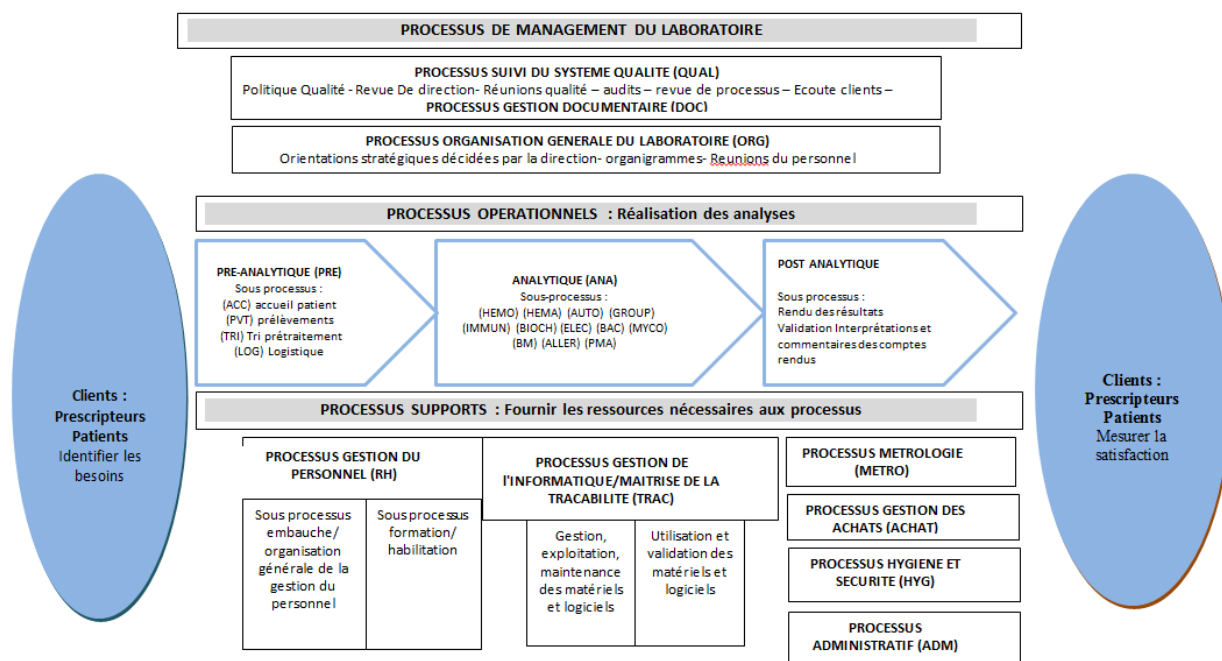 PROCESSUS DE MANAGEMENT DU LABORATOIRE
PROCESSUS SUIVI DU SYSTEME QUALITE (QUAL)
Politique Qualité - Revue De direction- Réunions qualité – audits – revue de processus – Ecoute clients –
PROCESSUS GESTION DOCUMENTAIRE (DOC)
PROCESSUS ORGANISATION GENERALE DU LABORATOIRE (ORG)
Orientations stratégiques décidées par la direction- organigrammes- Reunions du personnel
PROCESSUS OPERATIONNELS : Réalisation des analyses
PRE-ANALYTIQUE (PRE)
Sous processus :
(ACC) accueil patient
(PVT) prélèvements
(TRI) Tri prétraitement
(LOG) Logistique
ANALYTIQUE (ANA)
Sous-processus :
(HEMO) (HEMA) (AUTO) (GROUP)
(IMMUN) (BIOCH) (ELEC) (BAC) (MYCO)
(BM) (ALLER) (PMA)
POST ANALYTIQUE
Sous processus :
Rendu des résultats
Validation Interprétations et
commentaires des comptes
rendus
Clients :
Prescripteurs
Patients
Identifier les
besoins
Clients :
Prescripteurs
Patients
Mesurer la
satisfaction
PROCESSUS SUPPORTS : Fournir les ressources nécessaires aux processus
PROCESSUS GESTION DU
PERSONNEL (RH)
Sous processus
embauche/
organisation
générale de la
gestion du
personnel
Sous processus
formation/
habilitation
PROCESSUS GESTION DE
l'INFORMATIQUE/MAITRISE DE LA
TRACABILITE (TRAC)
Gestion,
exploitation,
maintenance
des matériels
et logiciels
Utilisation et
validation des
matériels et
logiciels
PROCESSUS METROLOGIE
(METRO)
PROCESSUS GESTION DES
ACHATS (ACHAT)
PROCESSUS HYGIENE ET
SECURITE (HYG)
PROCESSUS
ADMINISTRATIF (ADM)